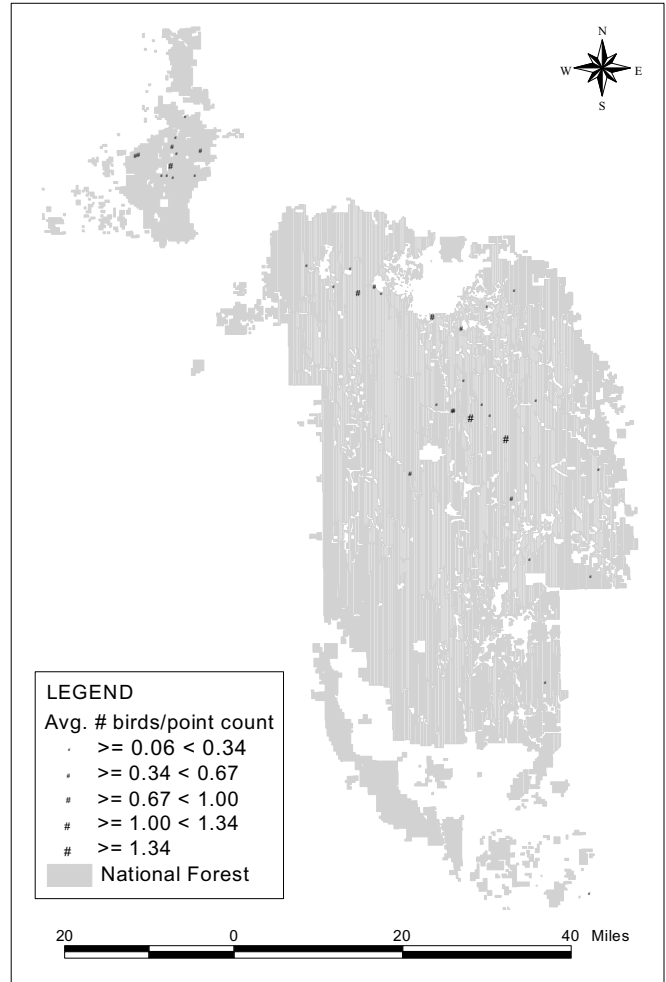 N
W E
S
LEGEND
Avg. # birds/point count
>= 0.06 < 0.34
>= 0.34 < 0.67
# >= 0.67 < 1.00
# >= 1.00 < 1.34
# >= 1.34
National Forest
20 0 20 40 Miles